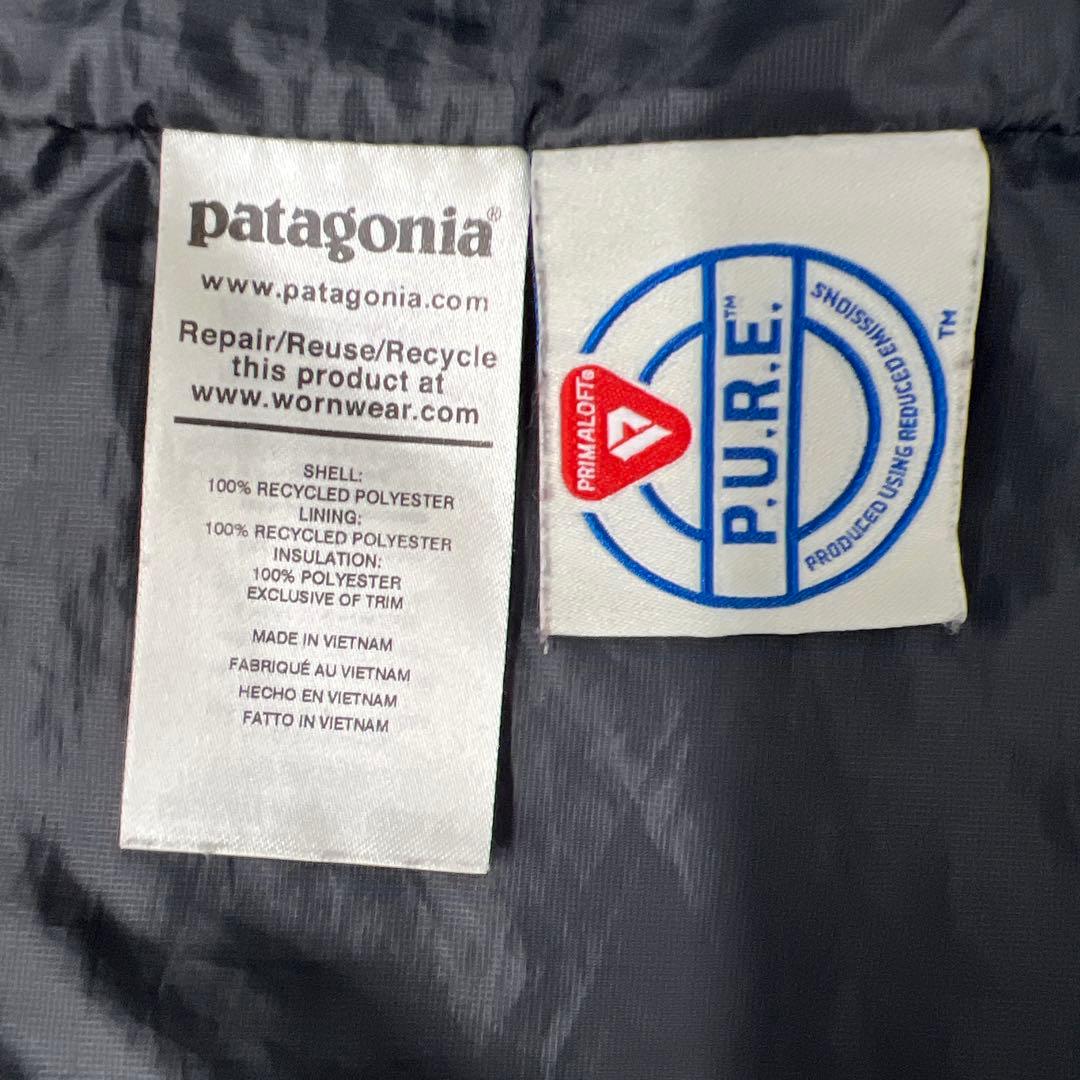 patagonia®
www.patagonia.com
Repair/Reuse/Recycle
this product at
www.wornwear.com
SHELL:
100% RECYCLED POLYESTER
LINING:
100% RECYCLED POLYESTER
INSULATION:
100% POLYESTER
EXCLUSIVE OF TRIM
MADE IN VIETNAM
FABRIQUÉ AU VIETNAM
HECHO EN VIETNAM
FATTO IN VIETNAM
PRIMALOFT®
P.U.R.E.™
PRODUCED USING REDUCED EMISSIONS
™